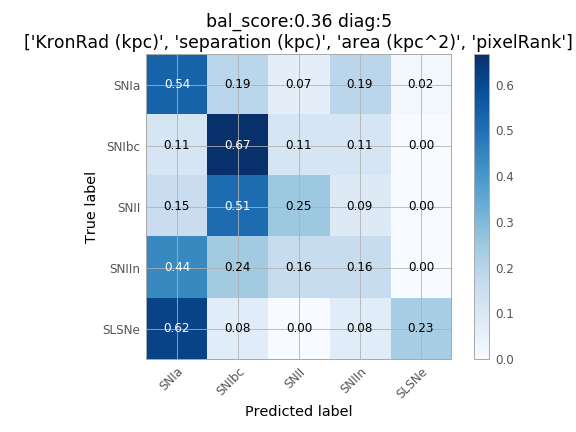 bal_score:0.36 diag:5
['KronRad (kpc)', 'separation (kpc)', 'area (kpc^2)', 'pixelRank']
SNIa 0.54 0.19 0.07 0.19 0.02
SNIbc 0.11 0.67 0.11 0.11 0.00
SNII 0.15 0.51 0.25 0.09 0.00
SNIIn 0.44 0.24 0.16 0.16 0.00
SLSNe 0.62 0.08 0.00 0.08 0.23
True label
SNIa SNIbc SNII SNIIn SLSNe
Predicted label
0.6
0.5
0.4
0.3
0.2
0.1
0.0